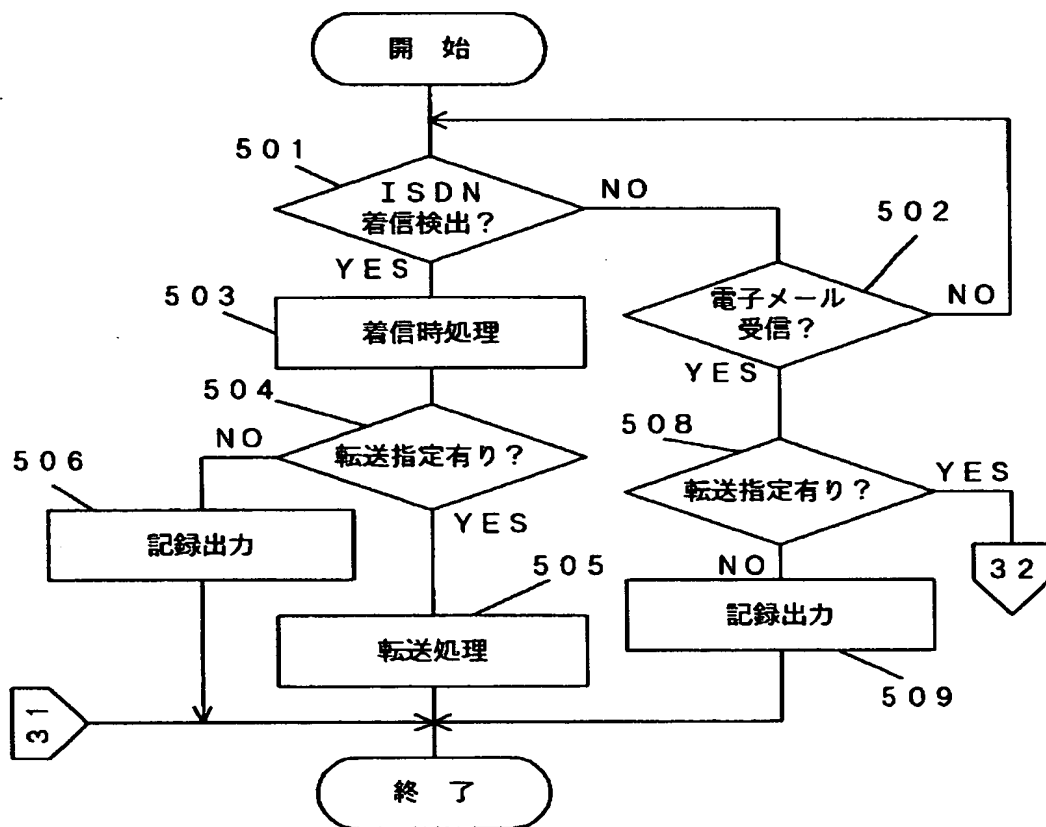 開 始
501
ISDN
着信検出？
NO
YES
502
電子メール
受信？
NO
YES
503
着信時処理
504
転送指定有り？
NO
YES
506
記録出力
505
転送処理
508
転送指定有り？
YES
NO
32
記録出力
509
31
終 了